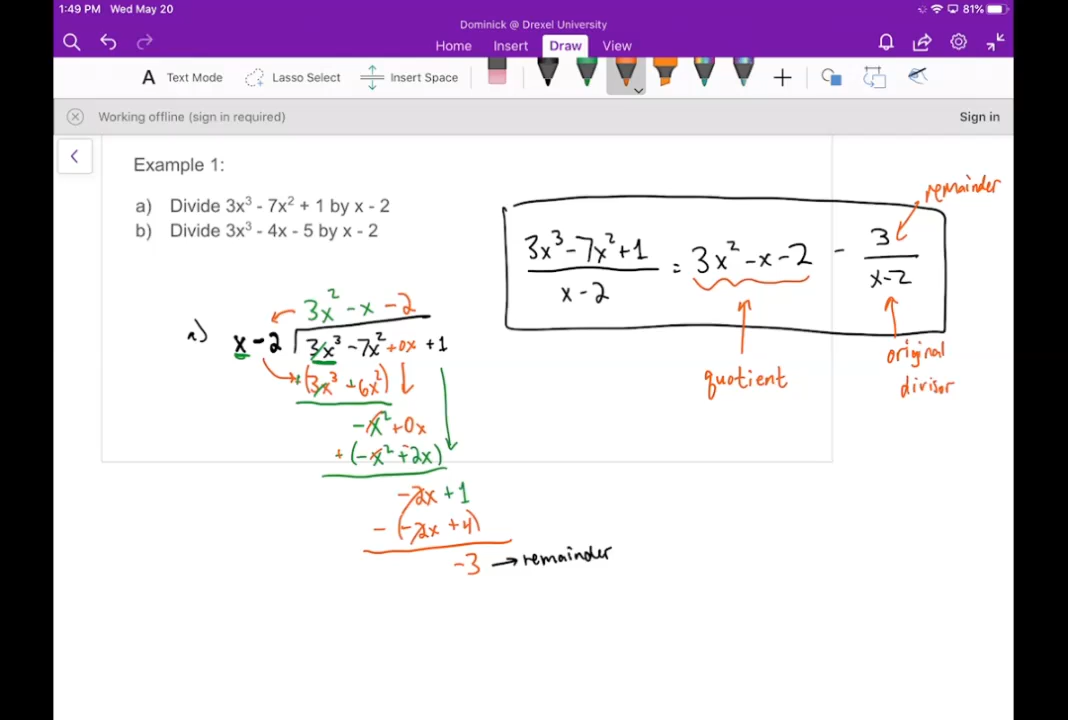 1:49 PM Wed May 20
81%
Dominick @ Drexel University
Home Insert Draw View
Text Mode Lasso Select Insert Space
Working offline (sign in required) Sign in
Example 1:
a) Divide 3x³ - 7x² + 1 by x - 2
b) Divide 3x³ - 4x - 5 by x - 2
remainder
(3x³-7x²+1)/(x-2) = 3x²-x-2 - 3/(x-2)
quotient
original
divisor
3x² - x - 2
a) x - 2 3x³ - 7x² +0x +1
+(3x³ +6x²)
-x² +0x
+(-x² +2x)
-2x + 1
- (-2x +4)
-3 → remainder